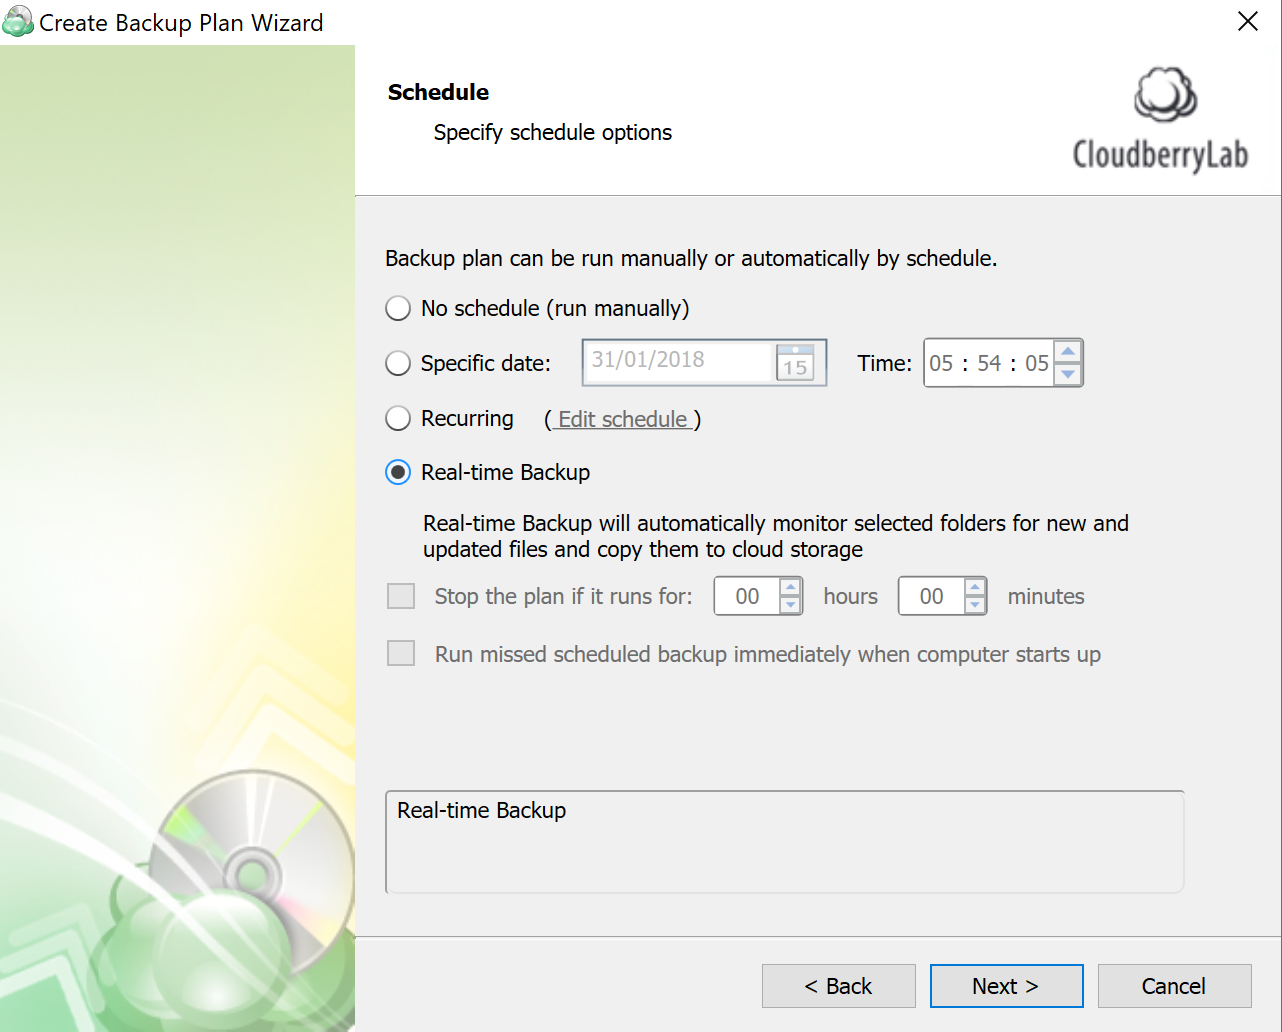 Create Backup Plan Wizard
Schedule
Specify schedule options
CloudberryLab
Backup plan can be run manually or automatically by schedule.
No schedule (run manually)
Specific date: 31/01/2018 15 Time: 05 : 54 : 05
Recurring ( Edit schedule )
Real-time Backup
Real-time Backup will automatically monitor selected folders for new and
updated files and copy them to cloud storage
Stop the plan if it runs for: 00 hours 00 minutes
Run missed scheduled backup immediately when computer starts up
Real-time Backup
< Back Next > Cancel